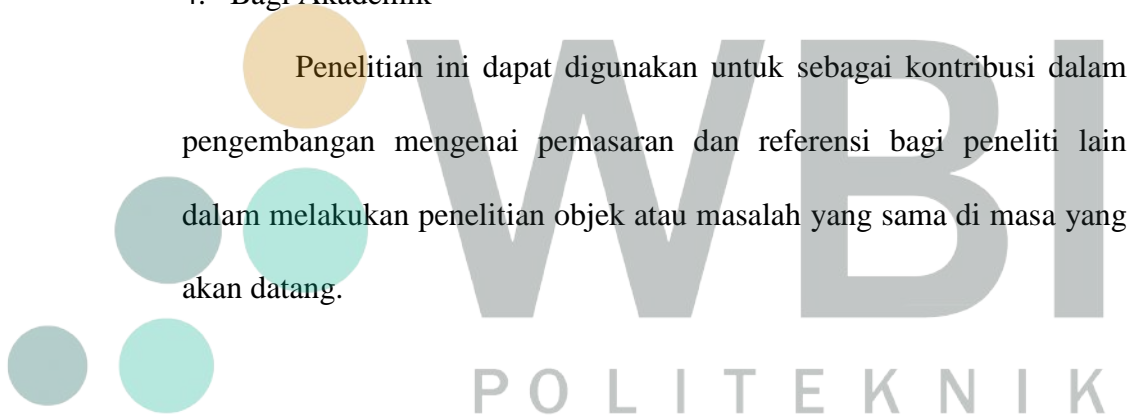 4. Bagi Akademik
Penelitian ini dapat digunakan untuk sebagai kontribusi dalam
pengembangan mengenai pemasaran dan referensi bagi peneliti lain
dalam melakukan penelitian objek atau masalah yang sama di masa yang
akan datang.
WBI
POLITEKNIK